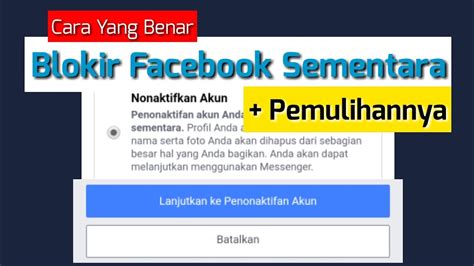 Cara Yang Benar
Blokir Facebook Sementara
+ Pemulihannya
Nonaktifkan Akun
Penonaktifan akun Anda
sementara. Profil Anda a
nama serta foto Anda akan dihapus dari sebagian
besar hal yang Anda bagikan. Anda akan dapat
melanjutkan menggunakan Messenger.
Lanjutkan ke Penonaktifan Akun
Batalkan